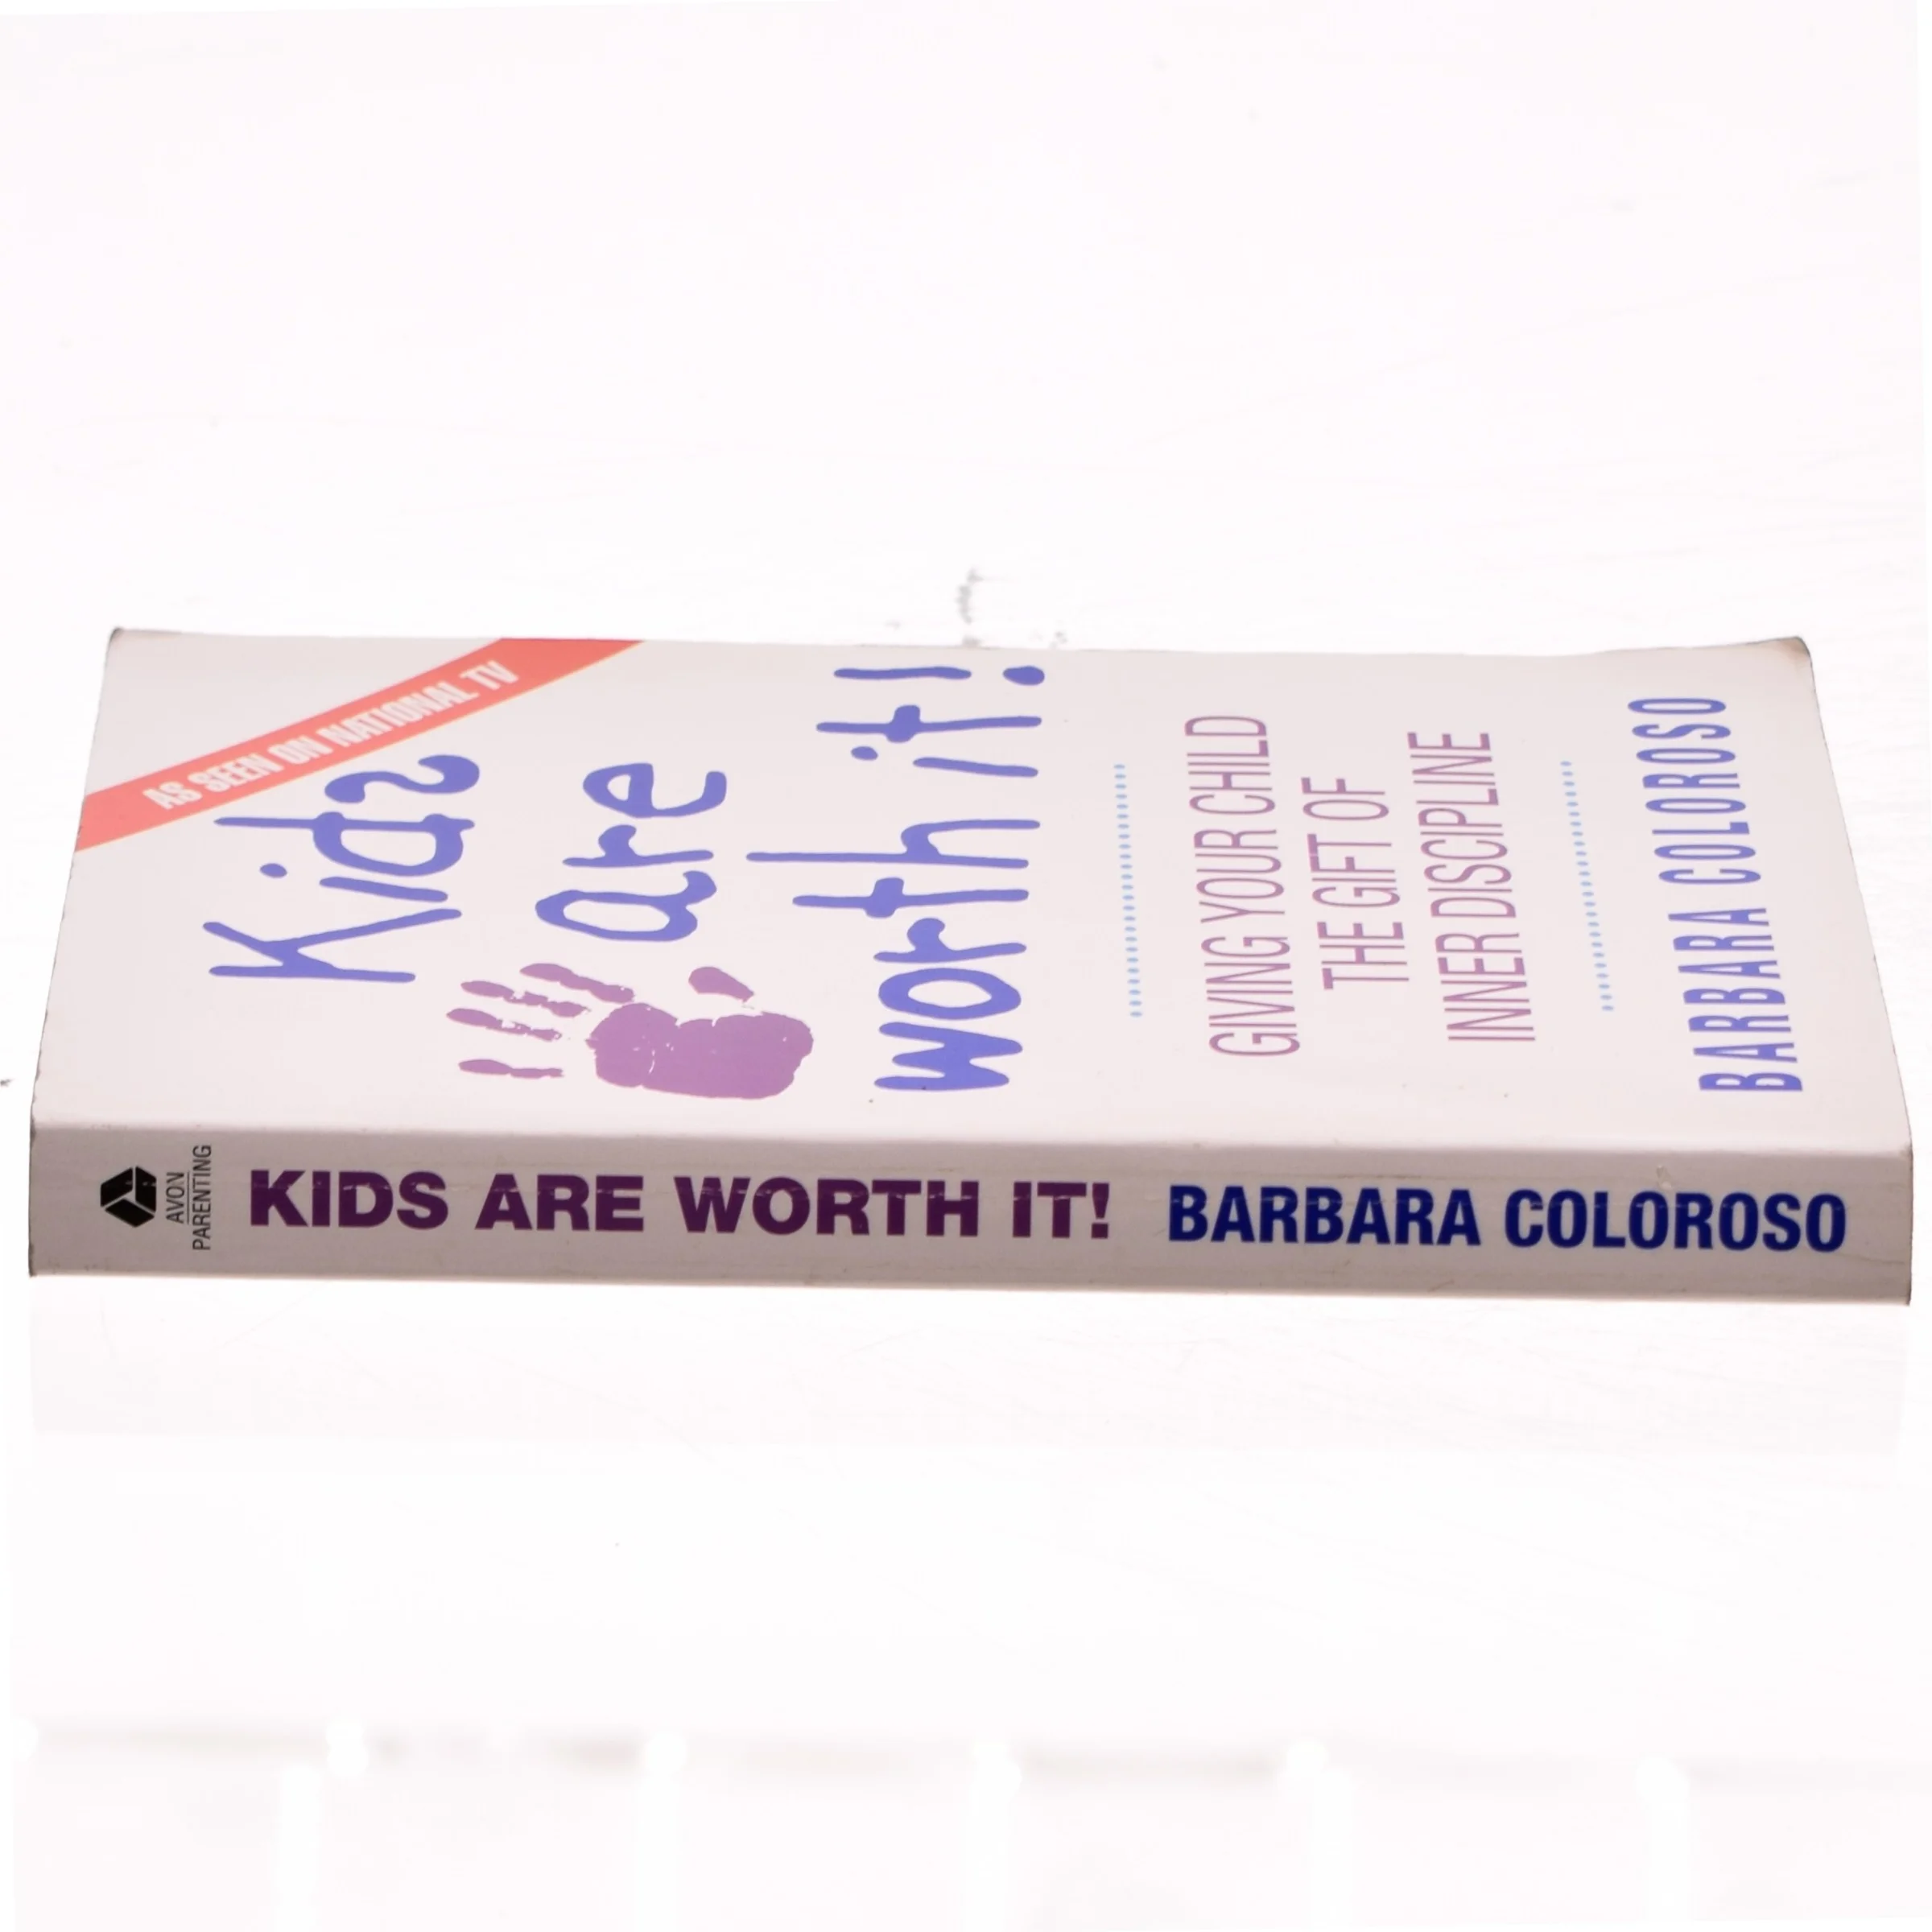 AS SEEN ON NATIONAL TV
Kids
are
worth it!
GIVING YOUR CHILD
THE GIFT OF
INNER DISCIPLINE
BARBARA COLOROSO
AVON
PARENTING
KIDS ARE WORTH IT! BARBARA COLOROSO